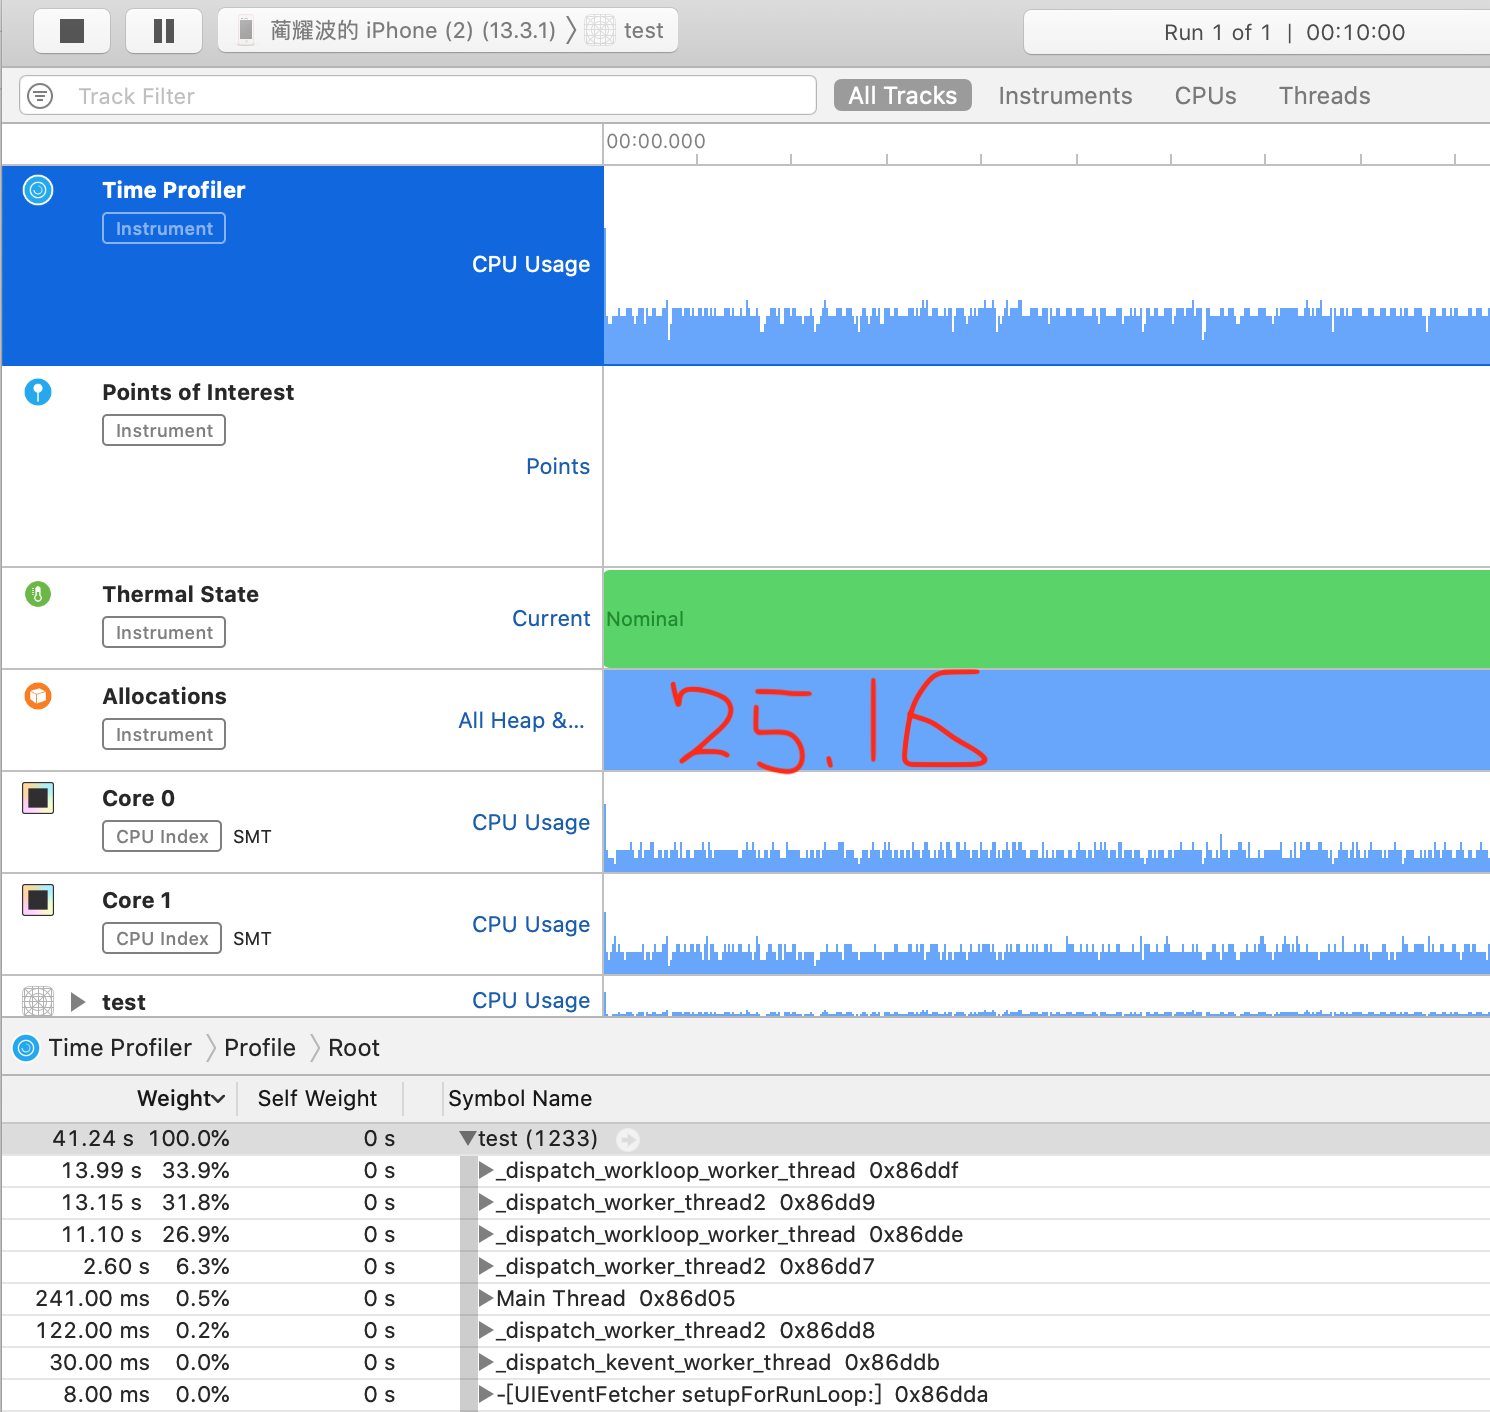 蔺耀波的 iPhone (2) (13.3.1) 〉 test
Run 1 of 1 | 00:10:00
Track Filter
All Tracks Instruments CPUs Threads
00:00.000
Time Profiler
Instrument
CPU Usage
Points of Interest
Instrument
Points
Thermal State
Instrument
Current
Nominal
Allocations
Instrument
All Heap &...
25.16
Core 0
CPU Index SMT
CPU Usage
Core 1
CPU Index SMT
CPU Usage
test
CPU Usage
Time Profiler 〉 Profile 〉 Root
Weight Self Weight Symbol Name
41.24 s 100.0% 0 s test (1233)
13.99 s 33.9% 0 s _dispatch_workloop_worker_thread 0x86ddf
13.15 s 31.8% 0 s _dispatch_worker_thread2 0x86dd9
11.10 s 26.9% 0 s _dispatch_workloop_worker_thread 0x86dde
2.60 s 6.3% 0 s _dispatch_worker_thread2 0x86dd7
241.00 ms 0.5% 0 s Main Thread 0x86d05
122.00 ms 0.2% 0 s _dispatch_worker_thread2 0x86dd8
30.00 ms 0.0% 0 s _dispatch_kevent_worker_thread 0x86ddb
8.00 ms 0.0% 0 s -[UIEventFetcher setupForRunLoop:] 0x86dda